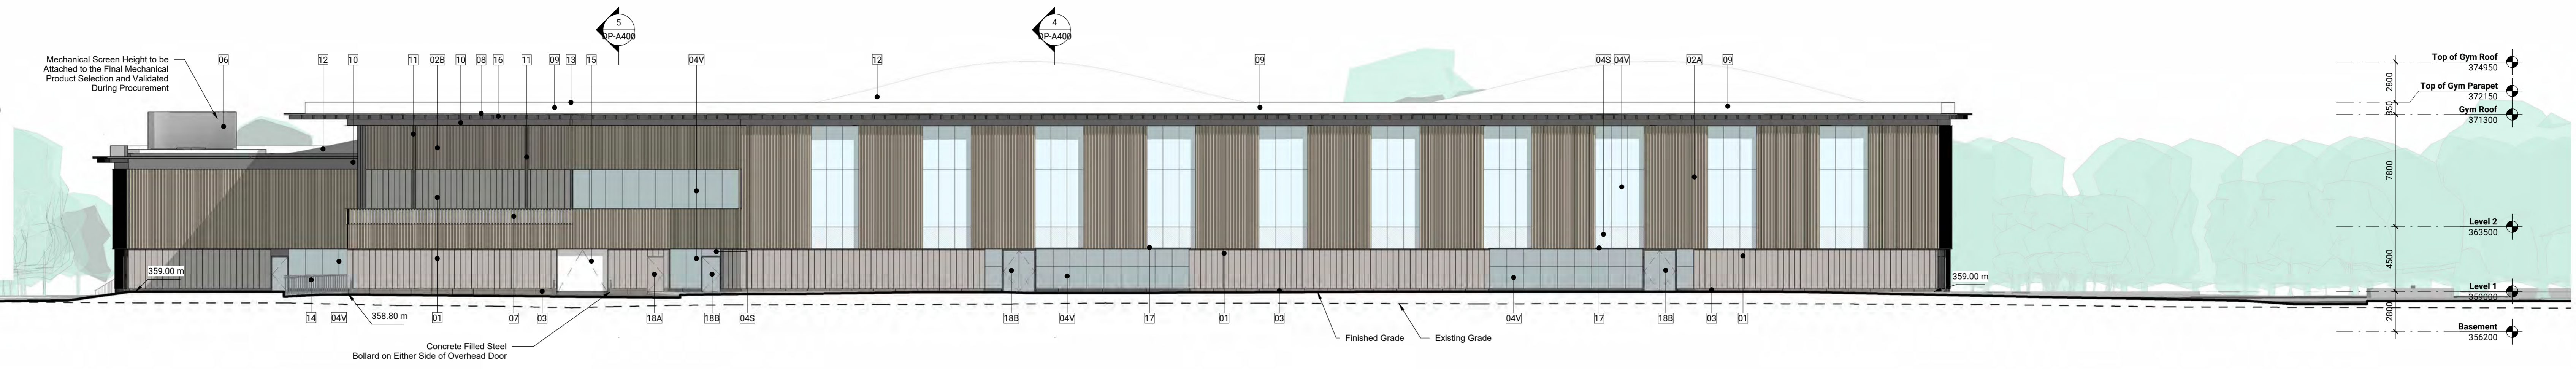 5
DP-A400
4
DP-A400
Mechanical Screen Height to be
Attached to the Final Mechanical
Product Selection and Validated
During Procurement
06
12
10
11
02B
10
08
16
11
09
13
15
04V
12
09
04S
04V
02A
09
Top of Gym Roof
374950
2800
Top of Gym Parapet
372150
850
Gym Roof
371300
7800
Level 2
363500
4500
Level 1
359000
2800
Basement
356200
359.00 m
359.00 m
14
04V
358.80 m
01
07
03
18A
18B
04S
18B
04V
17
01
03
04V
17
18B
03
01
Concrete Filled Steel
Bollard on Either Side of Overhead Door
Finished Grade
Existing Grade